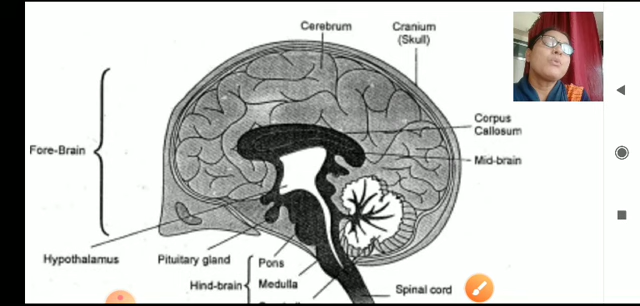 Cerebrum
Cranium
(Skull)
Corpus
Callosum
Fore-Brain
Mid-brain
Hypothalamus
Pituitary gland
Pons
Hind-brain
Medulla
Spinal cord